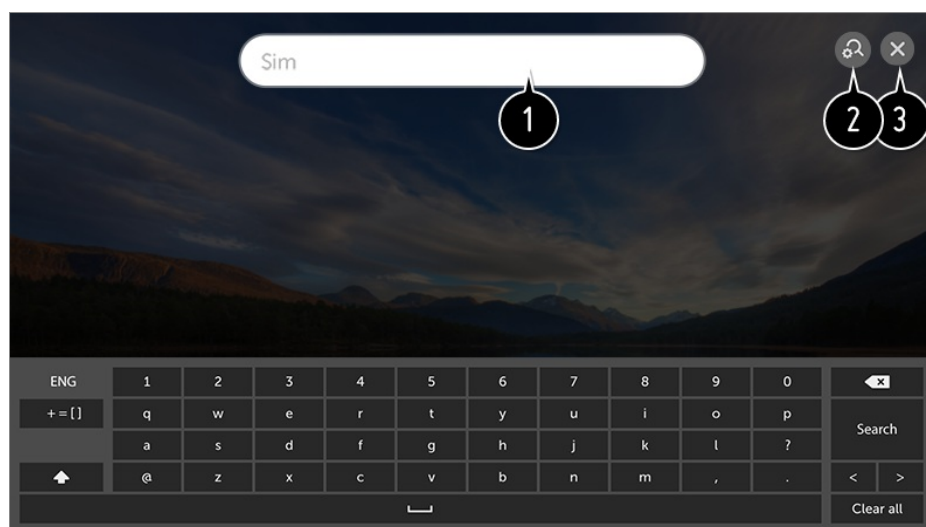 Sim
1
2
3
ENG 1 2 3 4 5 6 7 8 9 0
+=[] q w e r t y u i o p
Search
a s d f g h j k l ?
@ z x c v b n m , . < >
Clear all